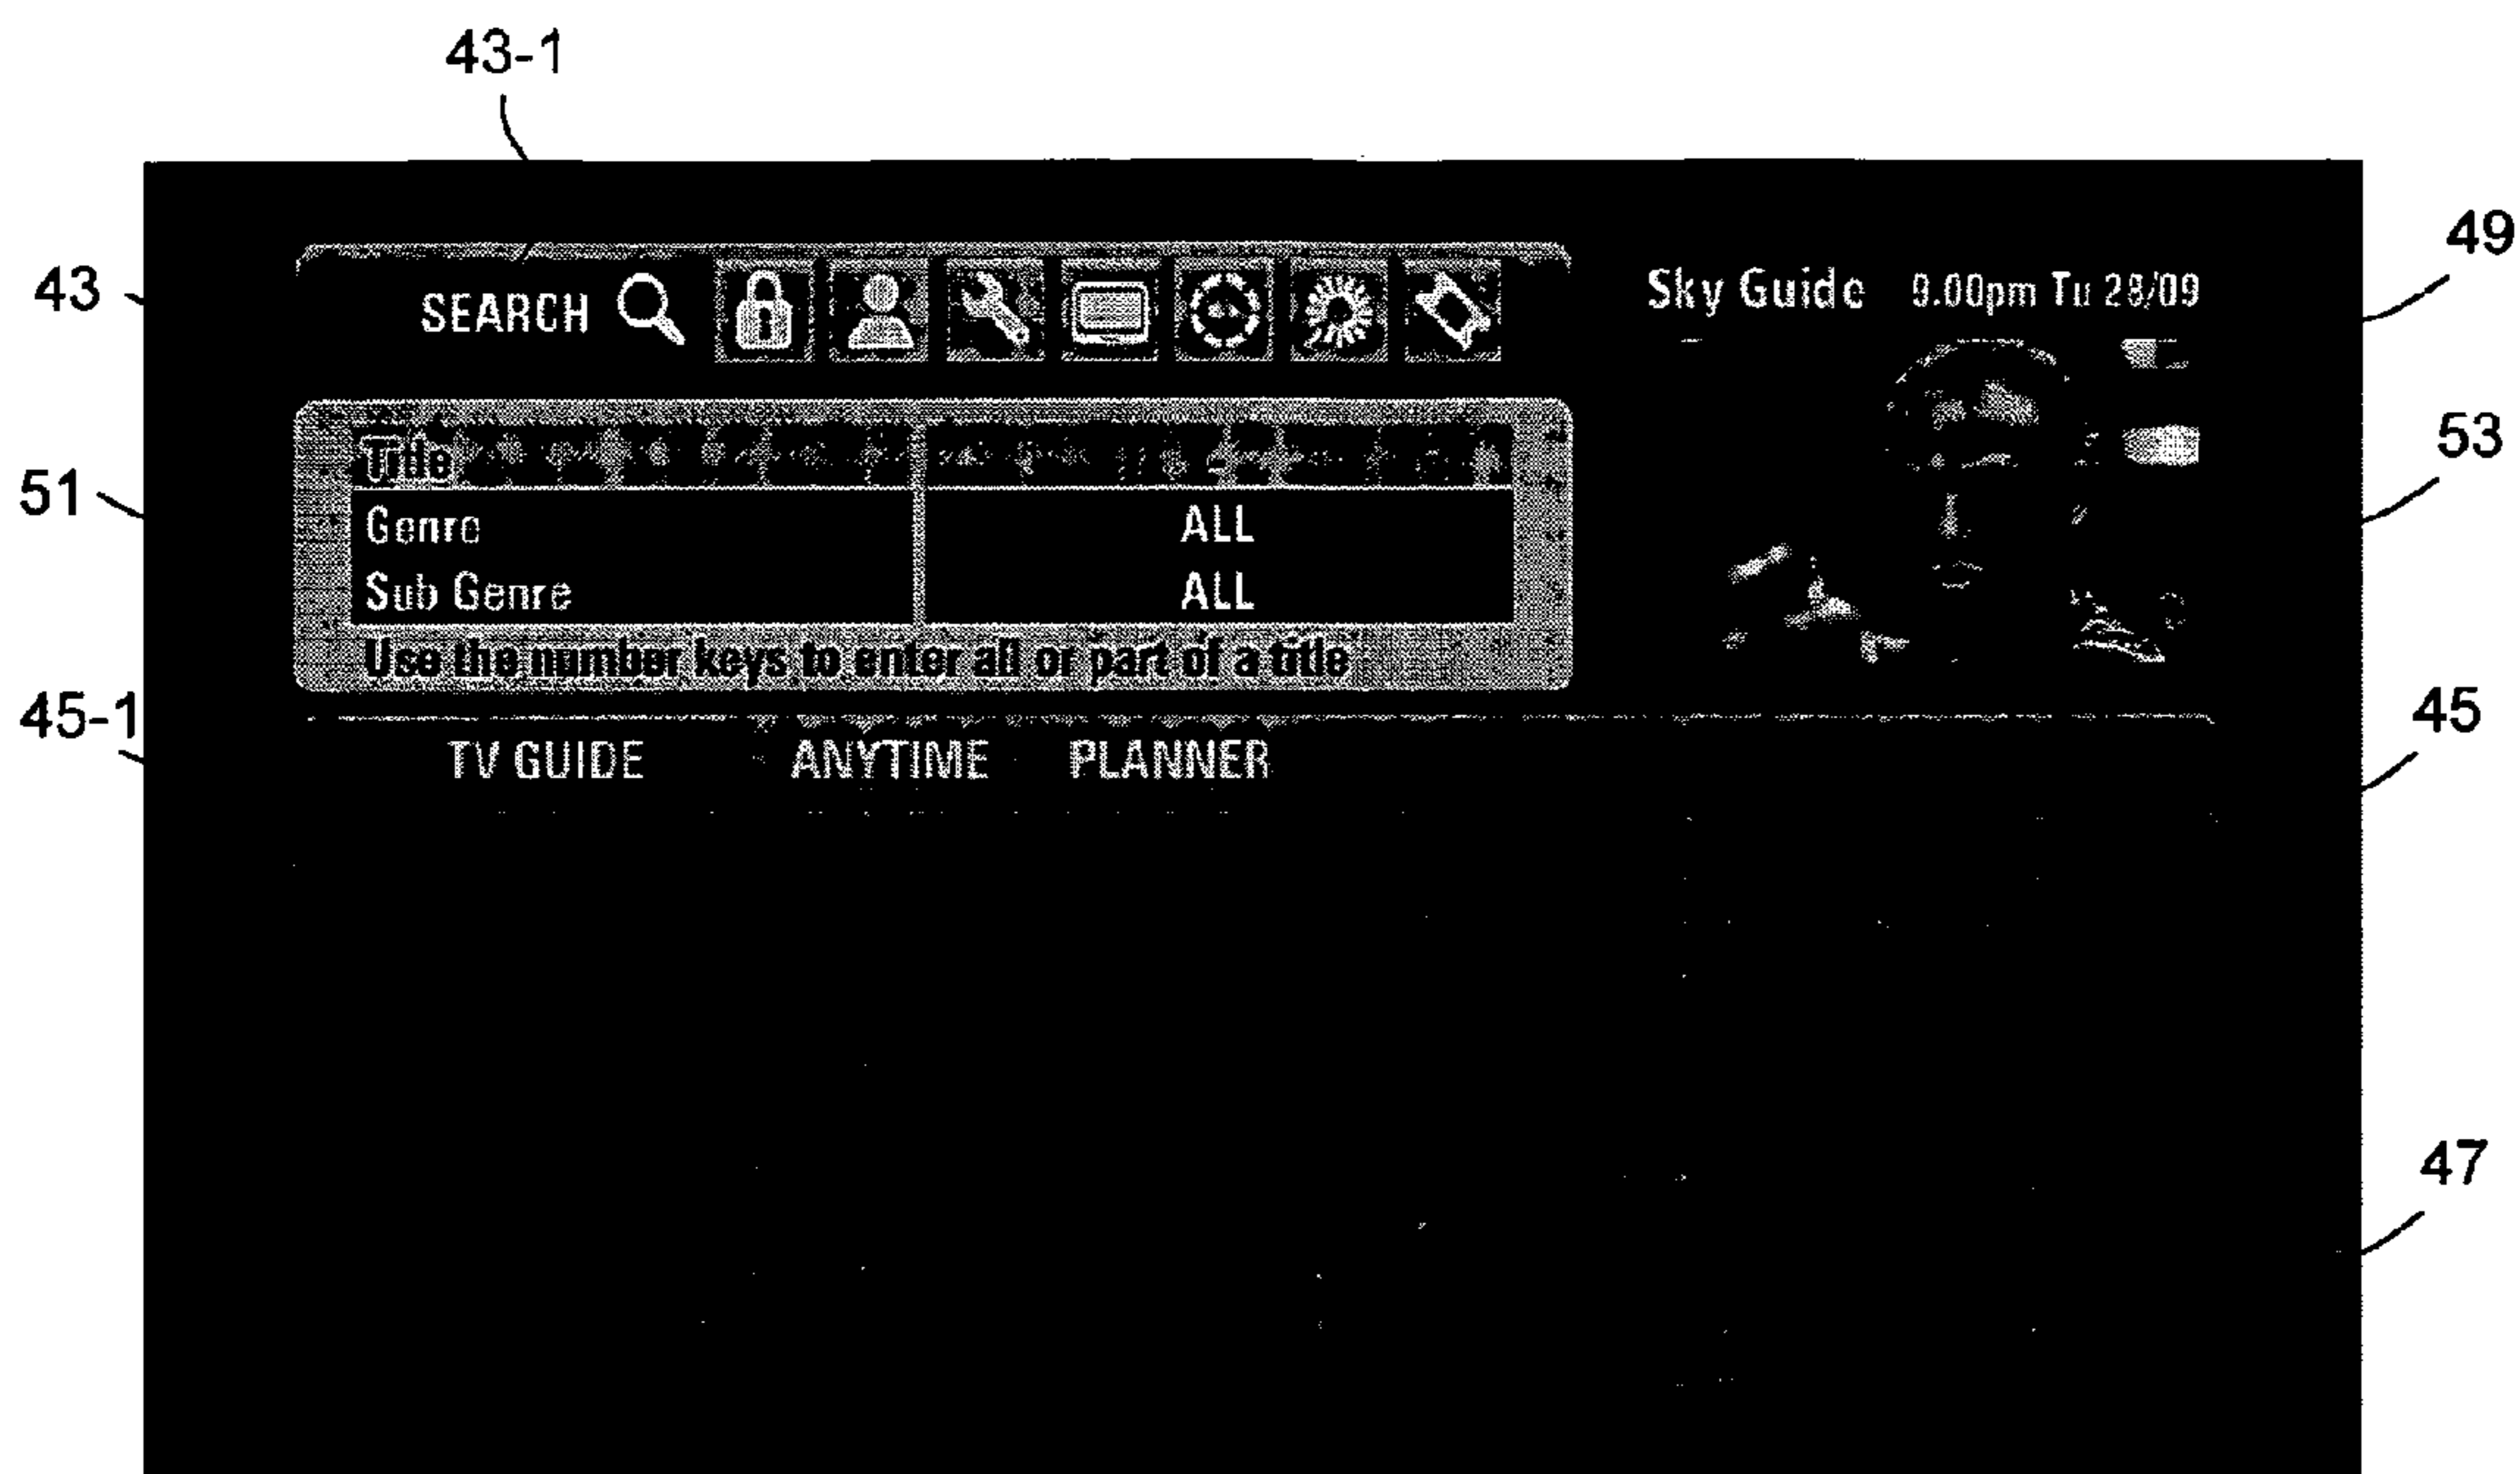 43-1
43
SEARCH
Sky Guide 9.00pm Tu 28/09
49
Title
51
Genre ALL
53
Sub Genre ALL
Use the number keys to enter all or part of a title
45-1
TV GUIDE ANYTIME PLANNER
45
47